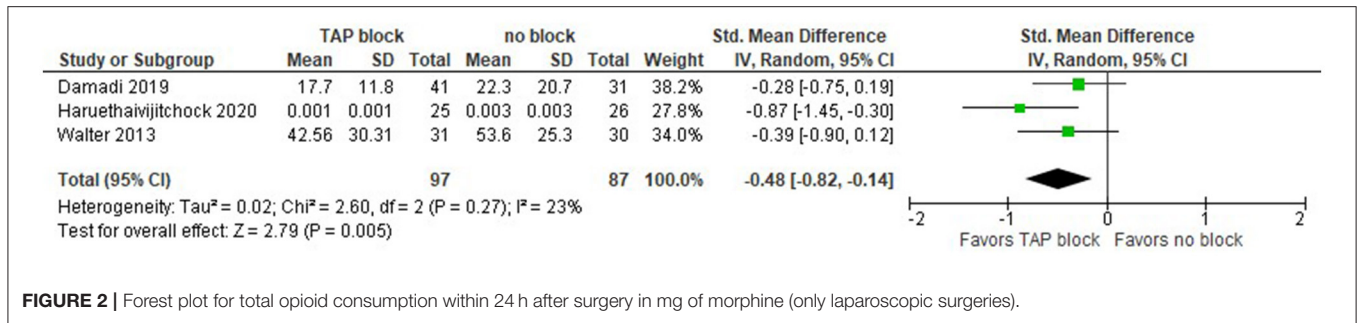 TAP block no block Std. Mean Difference Std. Mean Difference
Study or Subgroup Mean SD Total Mean SD Total Weight IV, Random, 95% CI IV, Random, 95% CI
Damadi 2019 17.7 11.8 41 22.3 20.7 31 38.2% -0.28 [-0.75, 0.19]
Haruethaivijitchock 2020 0.001 0.001 25 0.003 0.003 26 27.8% -0.87 [-1.45, -0.30]
Walter 2013 42.56 30.31 31 53.6 25.3 30 34.0% -0.39 [-0.90, 0.12]
Total (95% CI) 97 87 100.0% -0.48 [-0.82, -0.14]
Heterogeneity: Tau² = 0.02; Chi² = 2.60, df = 2 (P = 0.27); I² = 23%
Test for overall effect: Z = 2.79 (P = 0.005)
-2 -1 0 1 2
Favors TAP block Favors no block
FIGURE 2 | Forest plot for total opioid consumption within 24 h after surgery in mg of morphine (only laparoscopic surgeries).